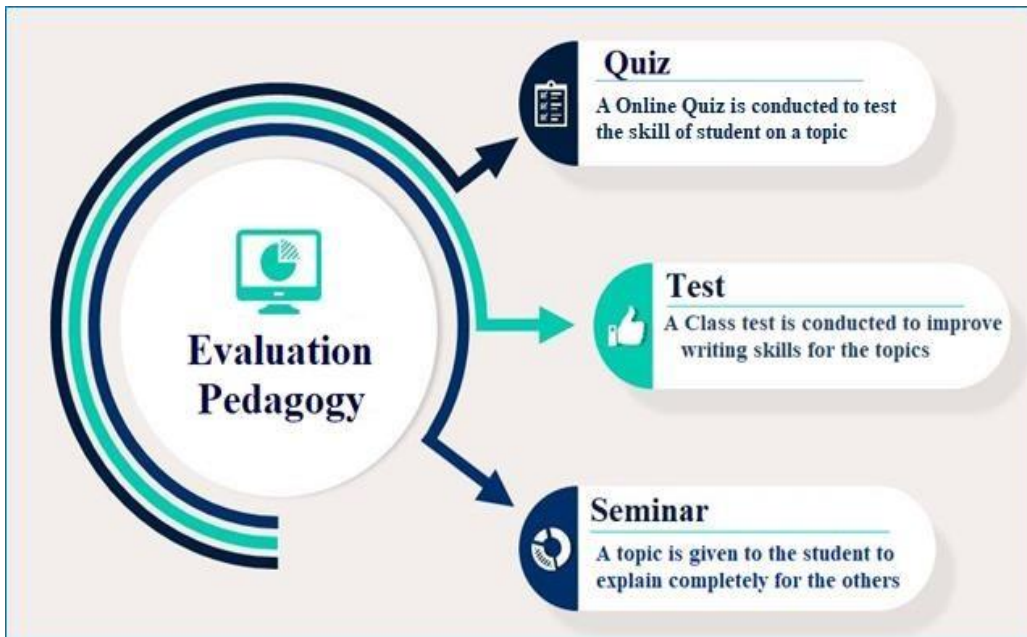 Evaluation
Pedagogy
Quiz
A Online Quiz is conducted to test
the skill of student on a topic
Test
A Class test is conducted to improve
writing skills for the topics
Seminar
A topic is given to the student to
explain completely for the others